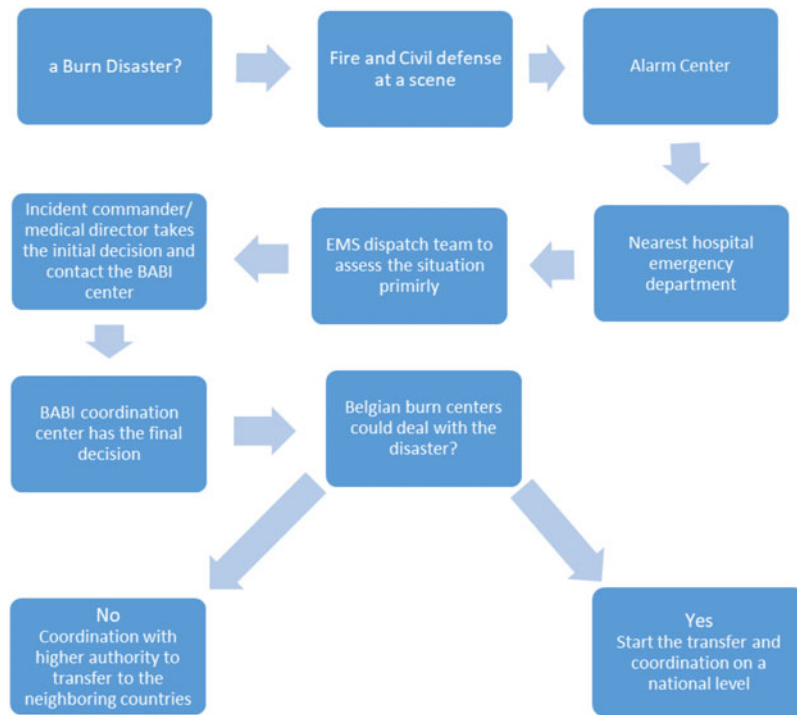 a Burn Disaster?
Fire and Civil defense
at a scene
Alarm Center
Nearest hospital
emergency
department
EMS dispatch team to
assess the situation
primirly
Incident commander/
medical director takes
the initial decision and
contact the BABI
center
BABI coordination
center has the final
decision
Belgian burn centers
could deal with the
disaster?
No
Coordination with
higher authority to
transfer to the
neighboring countries
Yes
Start the transfer and
coordination on a
national level